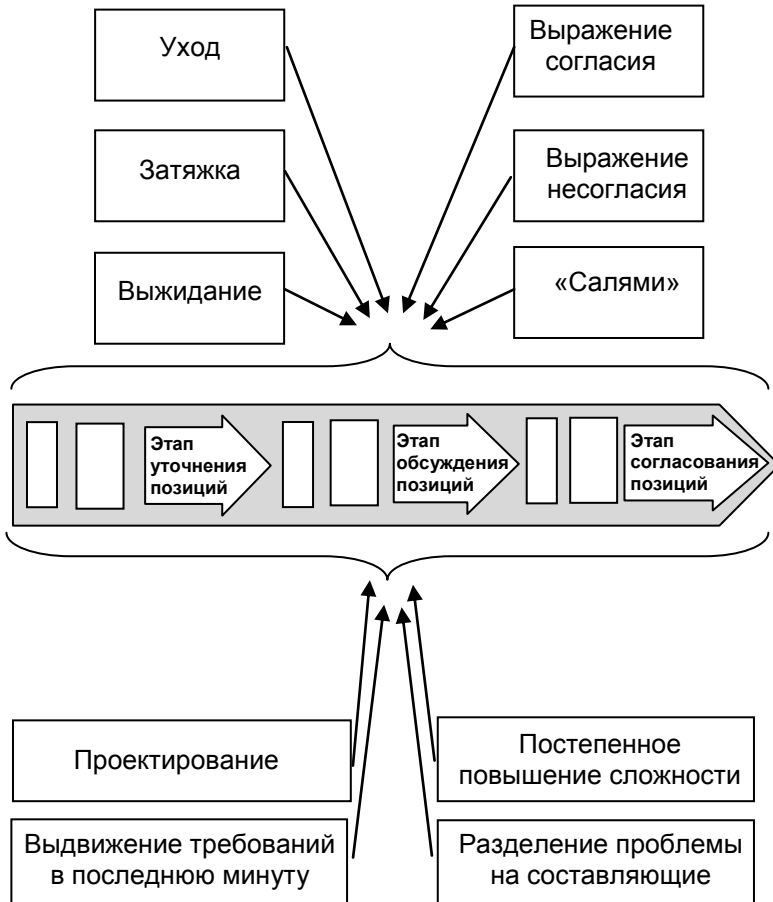 Уход
Выражение
согласия
Затяжка
Выражение
несогласия
Выжидание
«Салями»
Этап
уточнения
позиций
Этап
обсуждения
позиций
Этап
согласования
позиций
Проектирование
Постепенное
повышение сложности
Выдвижение требований
в последнюю минуту
Разделение проблемы
на составляющие